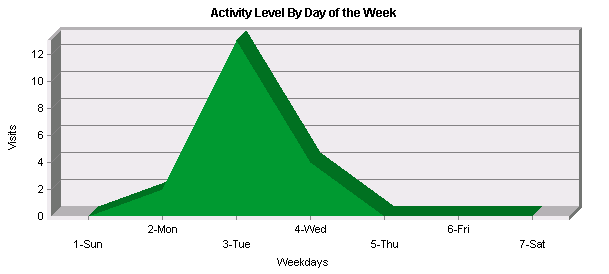 Activity Level By Day of the Week
12
10
8
6
4
2
0
Visits
2-Mon
4-Wed
6-Fri
1-Sun
3-Tue
5-Thu
7-Sat
Weekdays